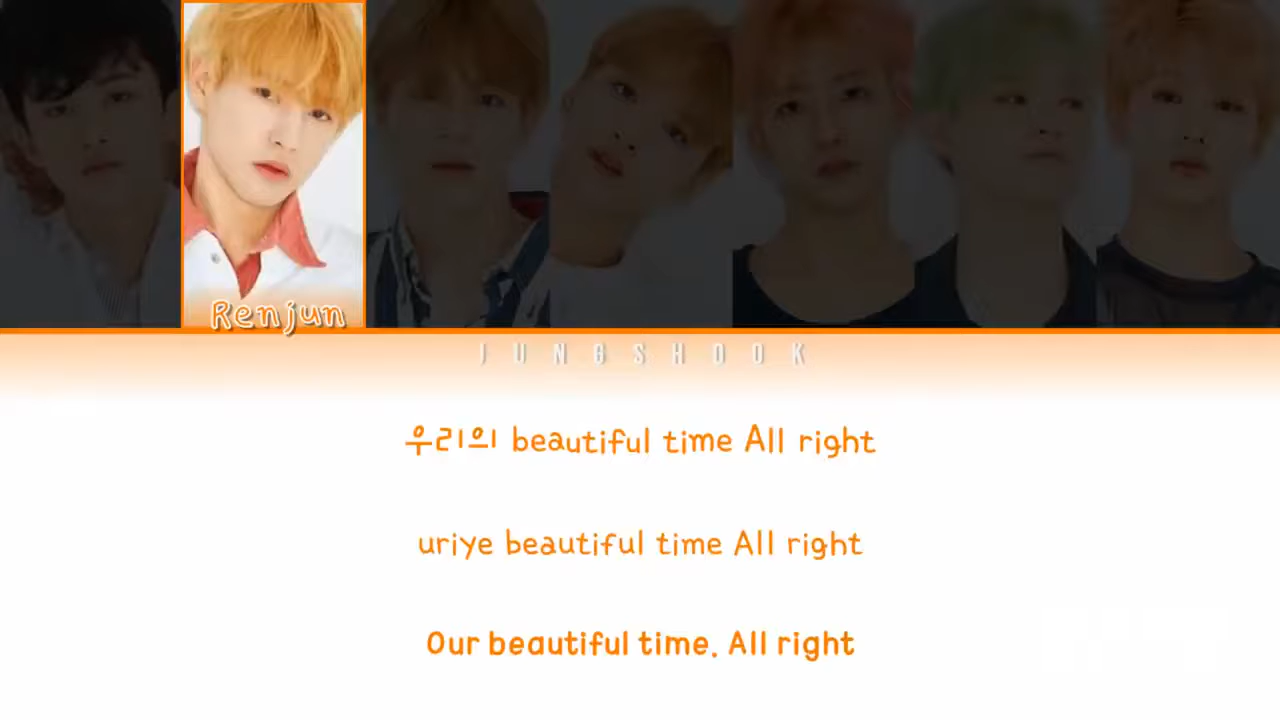 Renjun
JUNGSHOOK
우리의 beautiful time All right
uriye beautiful time All right
Our beautiful time. All right